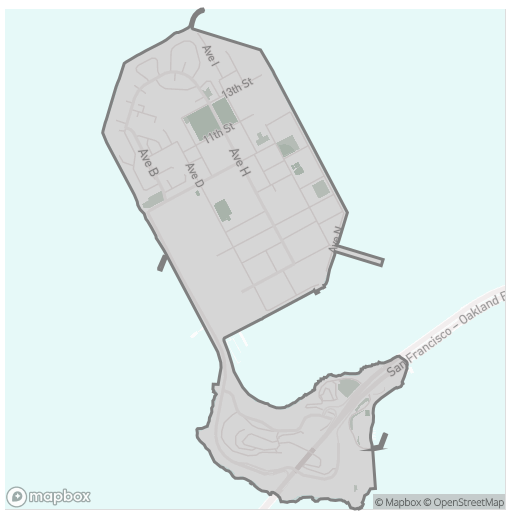 Ave I
13th St
11th St
Ave B
Ave D
Ave H
Ave N
San Francisco – Oakland
mapbox
© Mapbox © OpenStreetMap